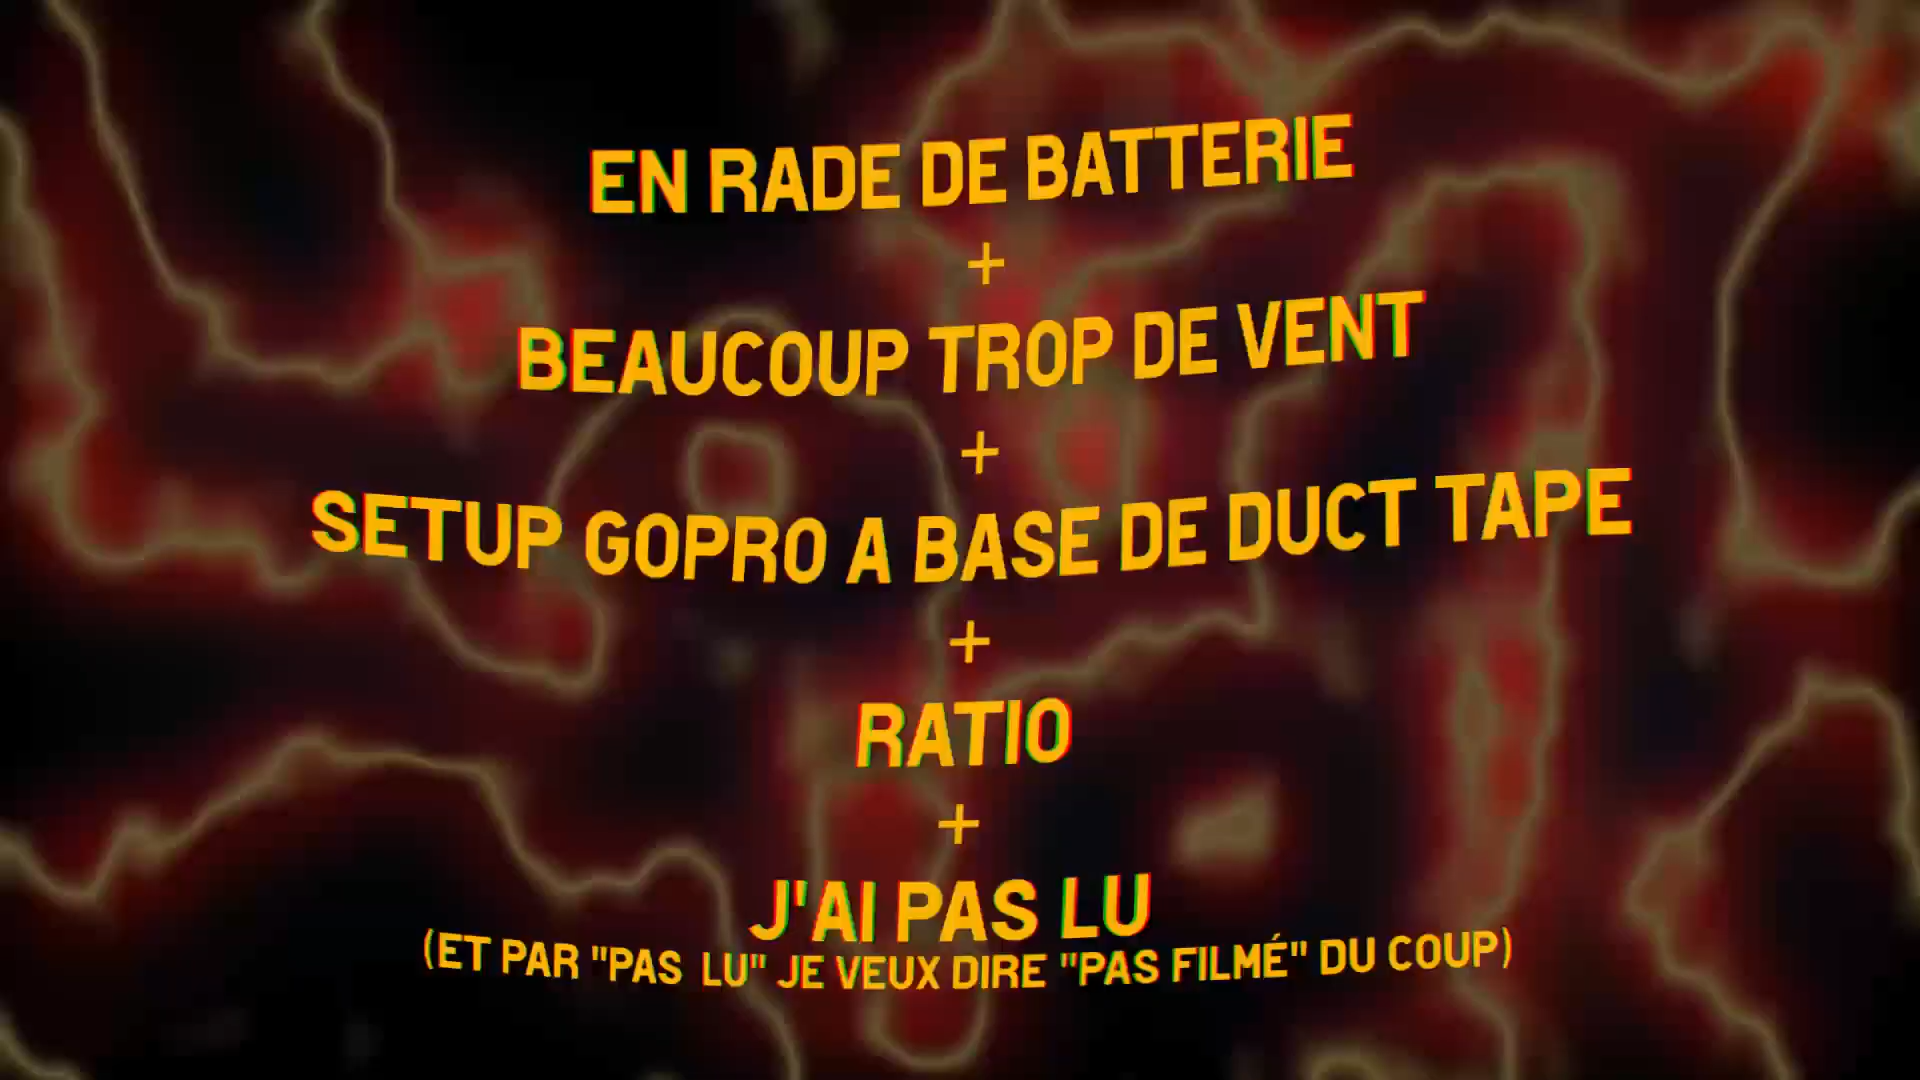 EN RADE DE BATTERIE
+
BEAUCOUP TROP DE VENT
+
SETUP GOPRO A BASE DE DUCT TAPE
+
RATIO
+
J'AI PAS LU
(ET PAR "PAS LU" JE VEUX DIRE "PAS FILMÉ" DU COUP)